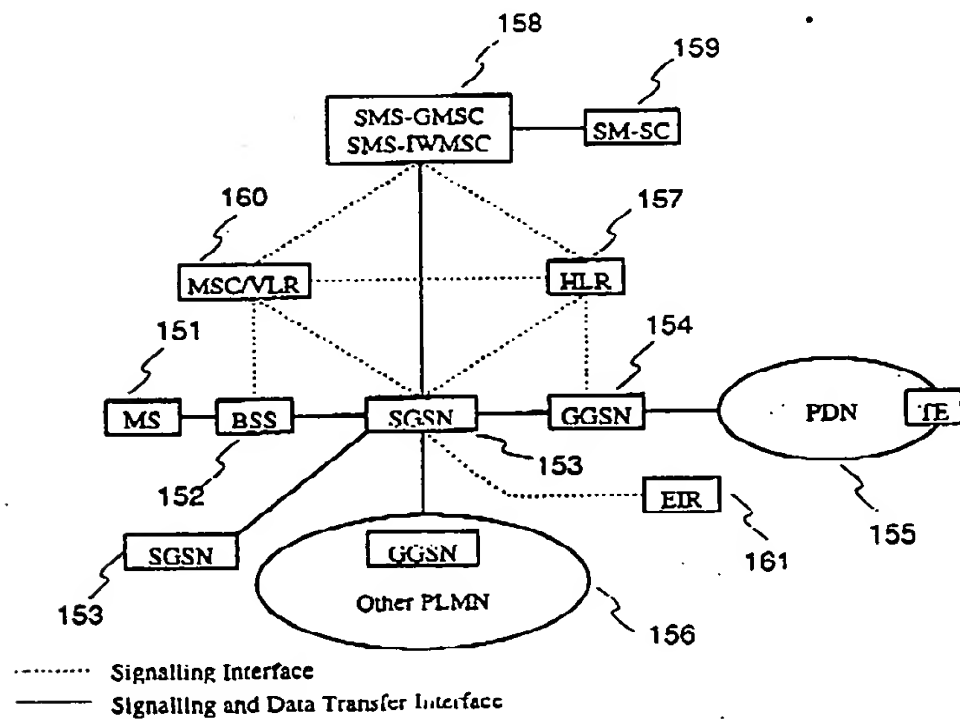 158
159
SMS-GMSC
SMS-IWMSC
SM-SC
160
157
MSC/VLR
HLR
151
154
MS
BSS
SGSN
GGSN
PDN
TE
152
153
EIR
155
161
SGSN
GGSN
153
Other PLMN
156
Signalling Interface
Signalling and Data Transfer Interface